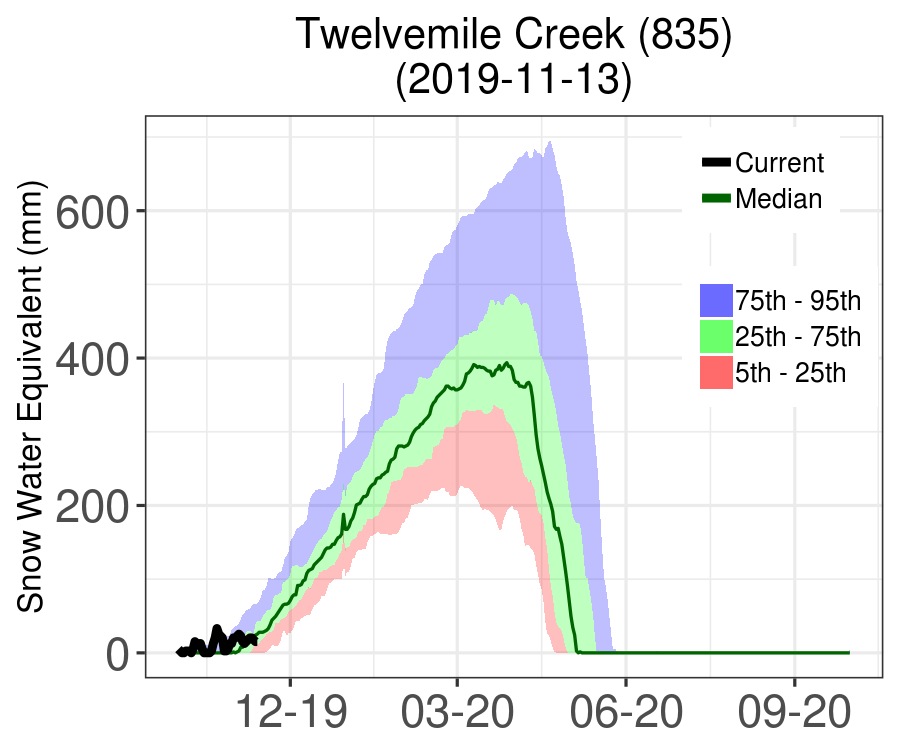 Twelvemile Creek (835)
(2019-11-13)
Snow Water Equivalent (mm)
600
400
200
0
12-19
03-20
06-20
09-20
Current
Median
75th - 95th
25th - 75th
5th - 25th